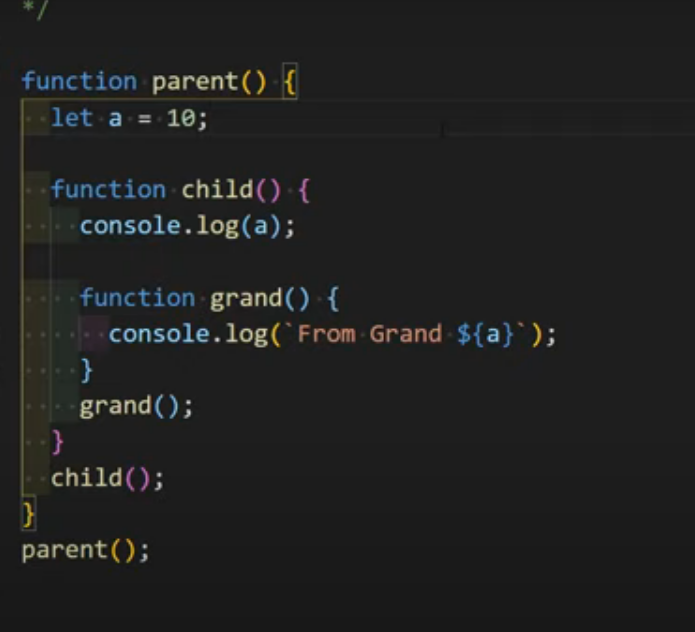 */
function parent() {
let a = 10;
function child() {
console.log(a);
function grand() {
console.log(`From Grand ${a}`);
}
grand();
}
child();
}
parent();